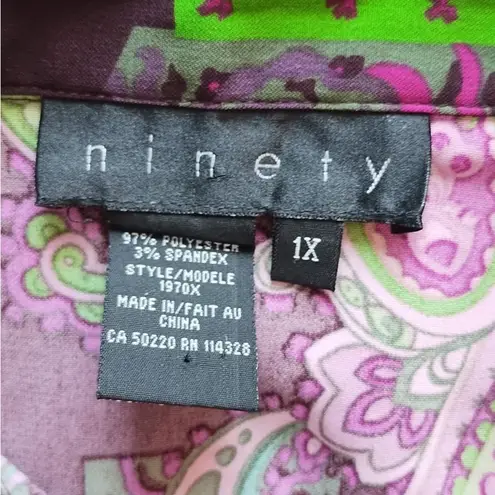 ninety
1X
97% POLYESTER
3% SPANDEX
STYLE/MODELE
1970X
MADE IN/FAIT AU
CHINA
CA 50220 RN 114328